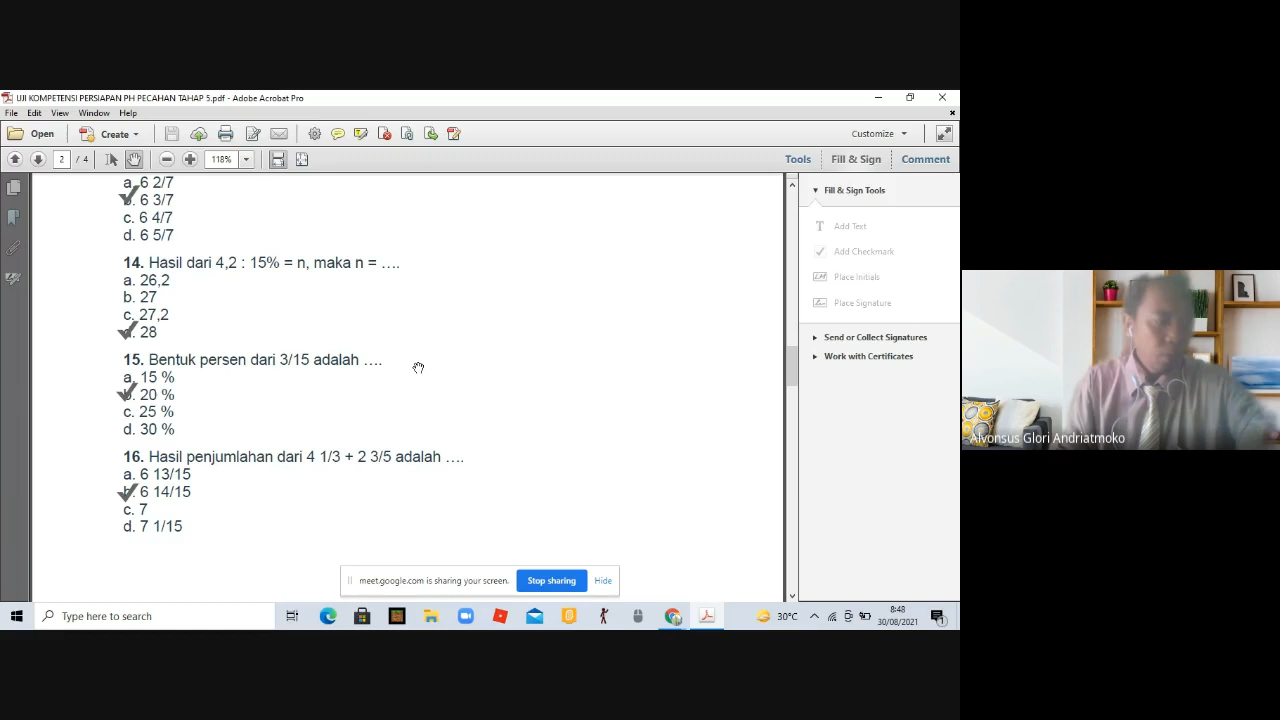 UJI KOMPETENSI PERSIAPAN PH PECAHAN TAHAP 5.pdf - Adobe Acrobat Pro
File Edit View Window Help
Open Create Customize
2 / 4 118% Tools Fill & Sign Comment
a. 6 2/7
b. 6 3/7
c. 6 4/7
d. 6 5/7
14. Hasil dari 4,2 : 15% = n, maka n = ….
a. 26,2
b. 27
c. 27,2
d. 28
15. Bentuk persen dari 3/15 adalah ….
a. 15 %
b. 20 %
c. 25 %
d. 30 %
16. Hasil penjumlahan dari 4 1/3 + 2 3/5 adalah ….
a. 6 13/15
b. 6 14/15
c. 7
d. 7 1/15
Fill & Sign Tools
Add Text
Add Checkmark
Place Initials
Place Signature
Send or Collect Signatures
Work with Certificates
Alvonsus Glori Andriatmoko
meet.google.com is sharing your screen. Stop sharing Hide
Type here to search
30°C
8:48
30/08/2021